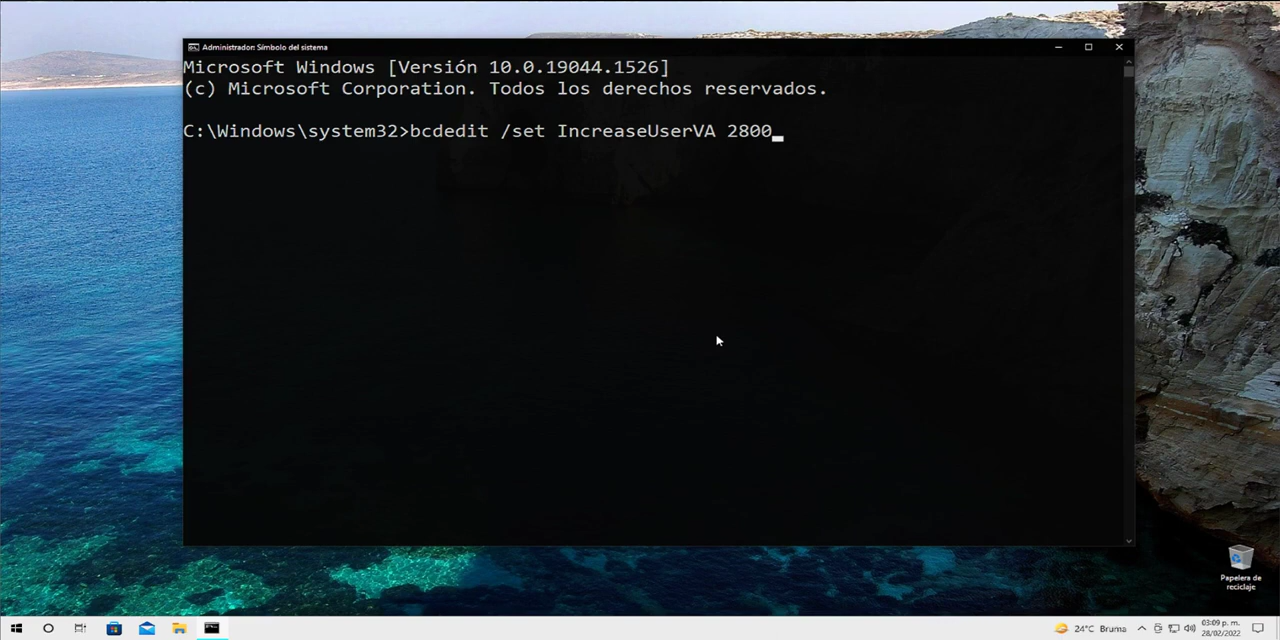 Administrador: Símbolo del sistema
Microsoft Windows [Versión 10.0.19044.1526]
(c) Microsoft Corporation. Todos los derechos reservados.
C:\Windows\system32>bcdedit /set IncreaseUserVA 2800
Papelera de
reciclaje
24°C Bruma
03:09 p. m.
28/02/2022